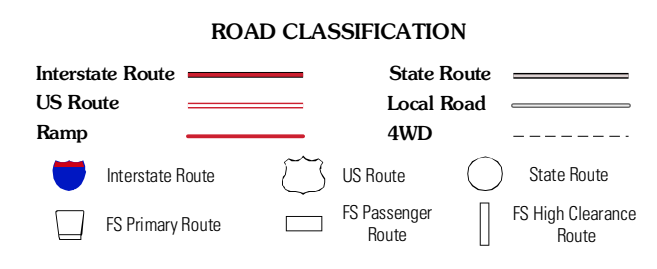 ROAD CLASSIFICATION
Interstate Route
State Route
US Route
Local Road
Ramp
4WD
Interstate Route
US Route
State Route
FS Primary Route
FS Passenger
Route
FS High Clearance
Route